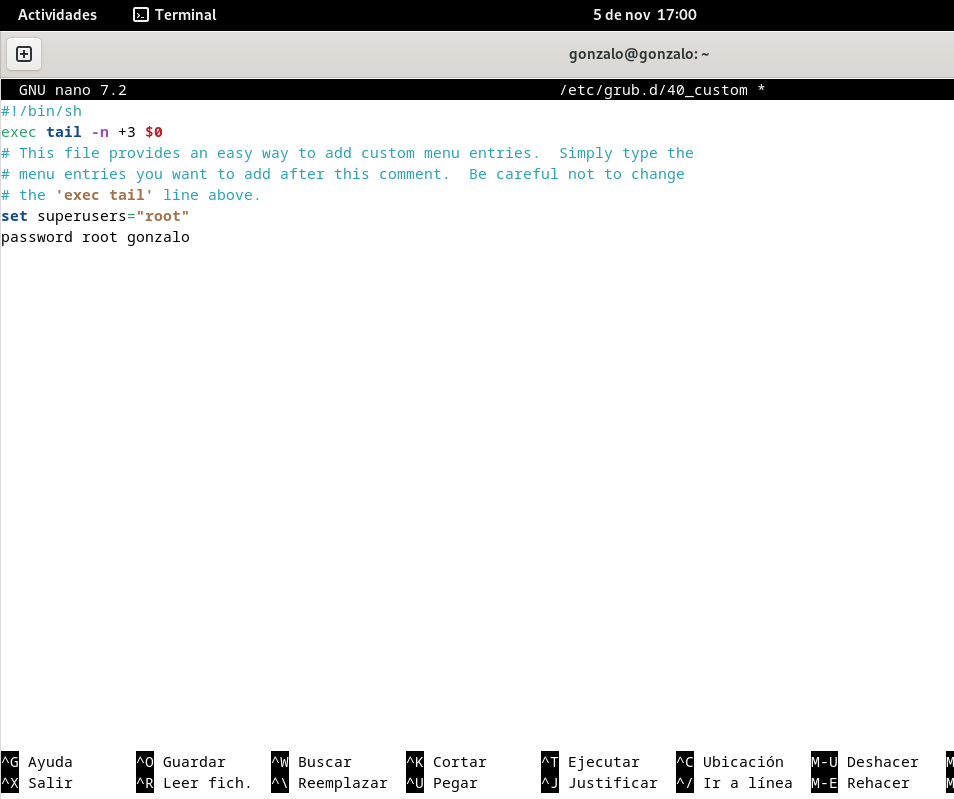 Actividades Terminal 5 de nov 17:00
gonzalo@gonzalo: ~
GNU nano 7.2 /etc/grub.d/40_custom *
#!/bin/sh
exec tail -n +3 $0
# This file provides an easy way to add custom menu entries.  Simply type the
# menu entries you want to add after this comment.  Be careful not to change
# the 'exec tail' line above.
set superusers="root"
password root gonzalo
^G Ayuda ^O Guardar ^W Buscar ^K Cortar ^T Ejecutar ^C Ubicación M-U Deshacer M
^X Salir ^R Leer fich. ^\ Reemplazar ^U Pegar ^J Justificar ^/ Ir a línea M-E Rehacer M